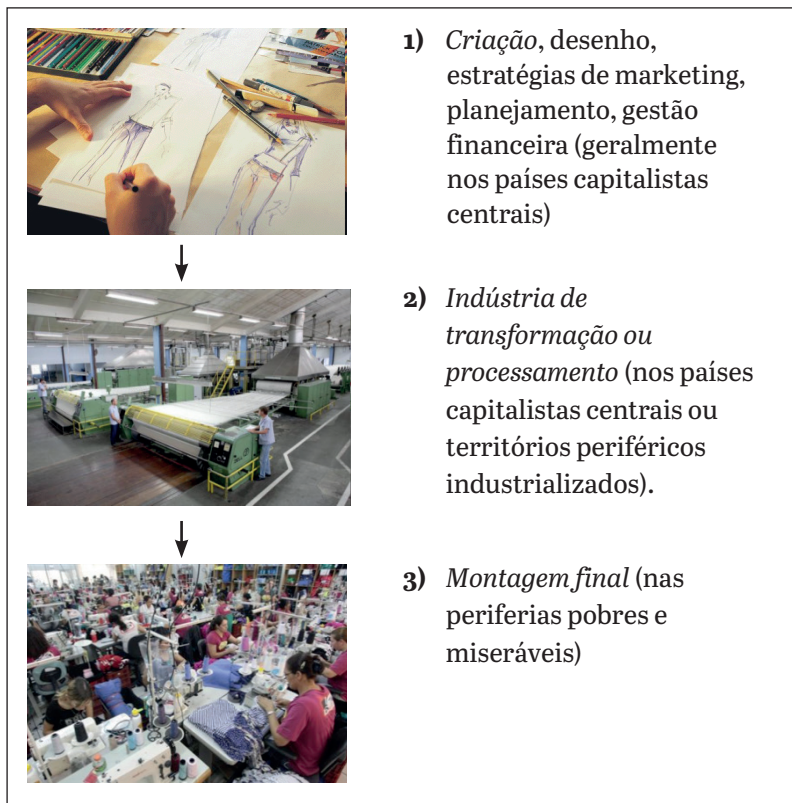 1) Criação, desenho,
estratégias de marketing,
planejamento, gestão
financeira (geralmente
nos países capitalistas
centrais)
2) Indústria de
transformação ou
processamento (nos países
capitalistas centrais ou
territórios periféricos
industrializados).
3) Montagem final (nas
periferias pobres e
miseráveis)